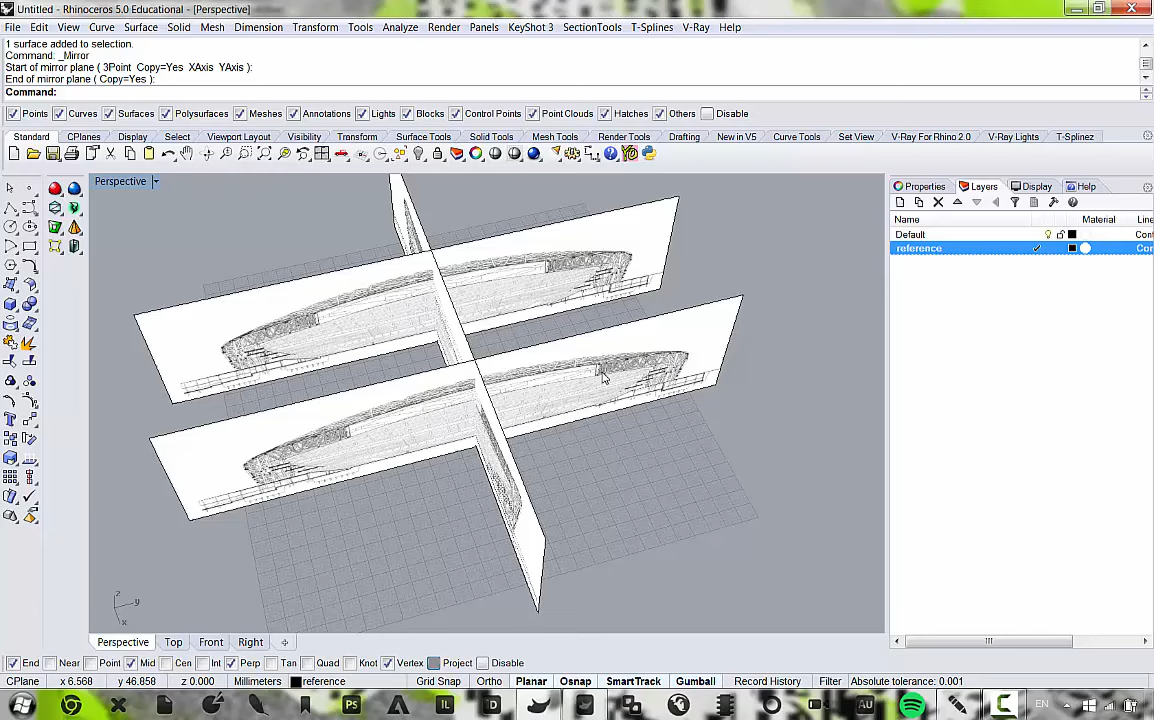 Untitled - Rhinoceros 5.0 Educational - [Perspective]
File Edit View Curve Surface Solid Mesh Dimension Transform Tools Analyze Render Panels KeyShot 3 SectionTools T-Splines V-Ray Help
1 surface added to selection.
Command: _Mirror
Start of mirror plane ( 3Point Copy=Yes XAxis YAxis ):
End of mirror plane ( Copy=Yes ):
Command:
Points Curves Surfaces Polysurfaces Meshes Annotations Lights Blocks Control Points Point Clouds Hatches Others Disable
Standard CPlanes Display Select Viewport Layout Visibility Transform Surface Tools Solid Tools Mesh Tools Render Tools Drafting New in V5 Curve Tools Set View V-Ray For Rhino 2.0 V-Ray Lights T-Splinez
Perspective
Properties Layers Display Help
Name Material Line
Default Cont
reference Cor
z
y
x
Perspective Top Front Right
End Near Point Mid Cen Int Perp Tan Quad Knot Vertex Project Disable
CPlane x 6.568 y 46.858 z 0.000 Millimeters reference Grid Snap Ortho Planar Osnap SmartTrack Gumball Record History Filter Absolute tolerance: 0.001
PS IL D AU C EN